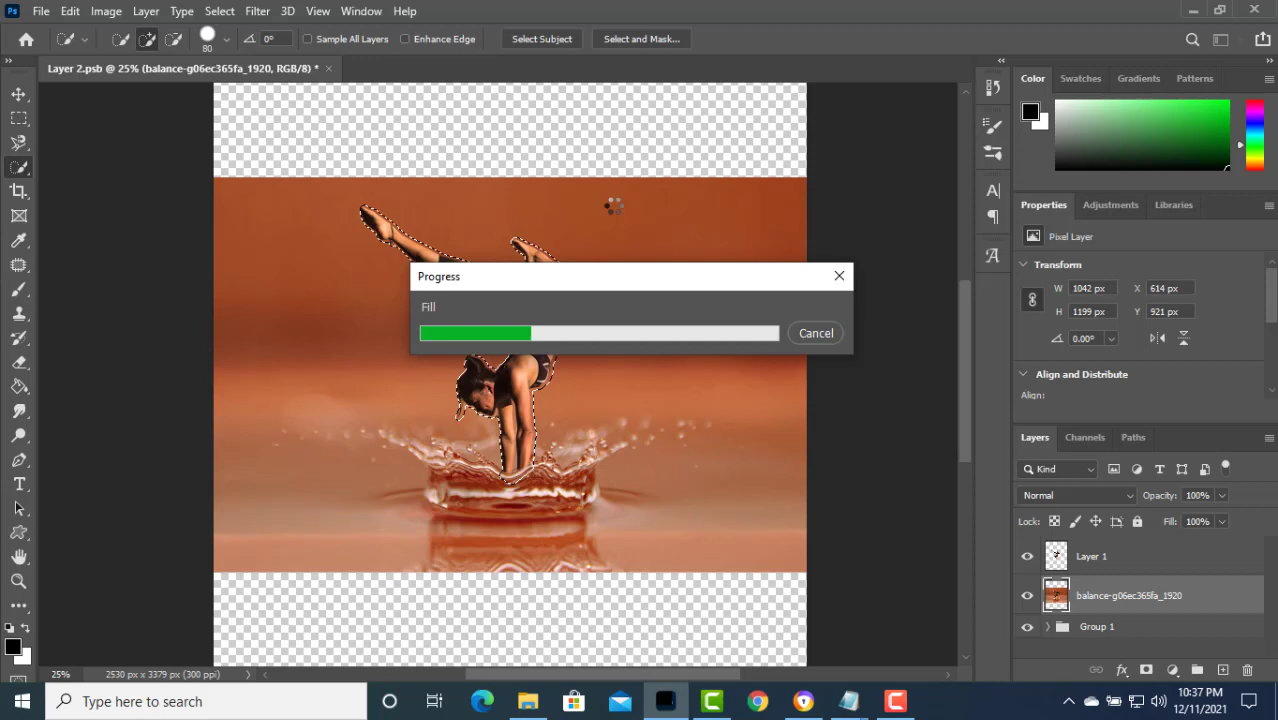 Ps File Edit Image Layer Type Select Filter 3D View Window Help
80 0° Sample All Layers Enhance Edge Select Subject Select and Mask...
Layer 2.psb @ 25% (balance-g06ec365fa_1920, RGB/8) * ×
Color Swatches Gradients Patterns
Properties Adjustments Libraries
Pixel Layer
Transform
W 1042 px X 614 px
H 1199 px Y 921 px
0.00°
Align and Distribute
Align:
Progress
Fill
Cancel
Layers Channels Paths
Kind
Normal Opacity: 100%
Lock: Fill: 100%
Layer 1
balance-g06ec365fa_1920
Group 1
25% 2530 px x 3379 px (300 ppi)
Type here to search
10:37 PM
12/11/2021